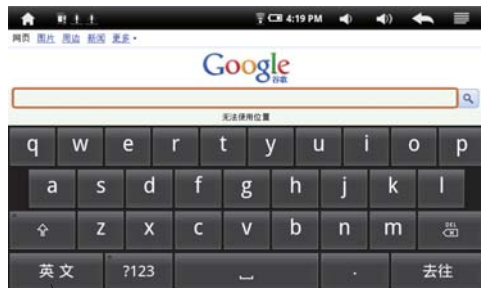 4:19 PM
网页 图片 周边 新闻 更多
Google
谷歌
无法使用位置
q w e r t y u i o p
a s d f g h j k l
z x c v b n m DEL
英文 ?123 . 去往